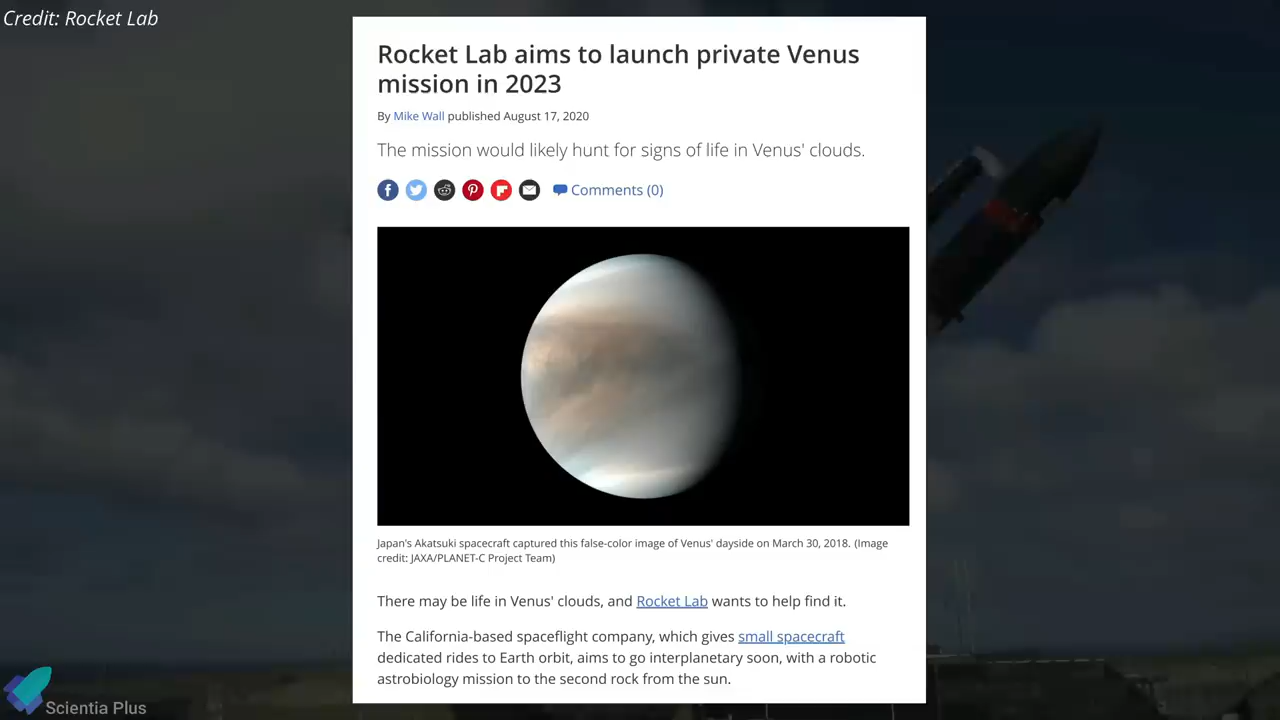 Credit: Rocket Lab
Rocket Lab aims to launch private Venus
mission in 2023
By Mike Wall published August 17, 2020
The mission would likely hunt for signs of life in Venus' clouds.
Comments (0)
Japan's Akatsuki spacecraft captured this false-color image of Venus' dayside on March 30, 2018. (Image
credit: JAXA/PLANET-C Project Team)
There may be life in Venus' clouds, and Rocket Lab wants to help find it.
The California-based spaceflight company, which gives small spacecraft
dedicated rides to Earth orbit, aims to go interplanetary soon, with a robotic
astrobiology mission to the second rock from the sun.
Scientia Plus